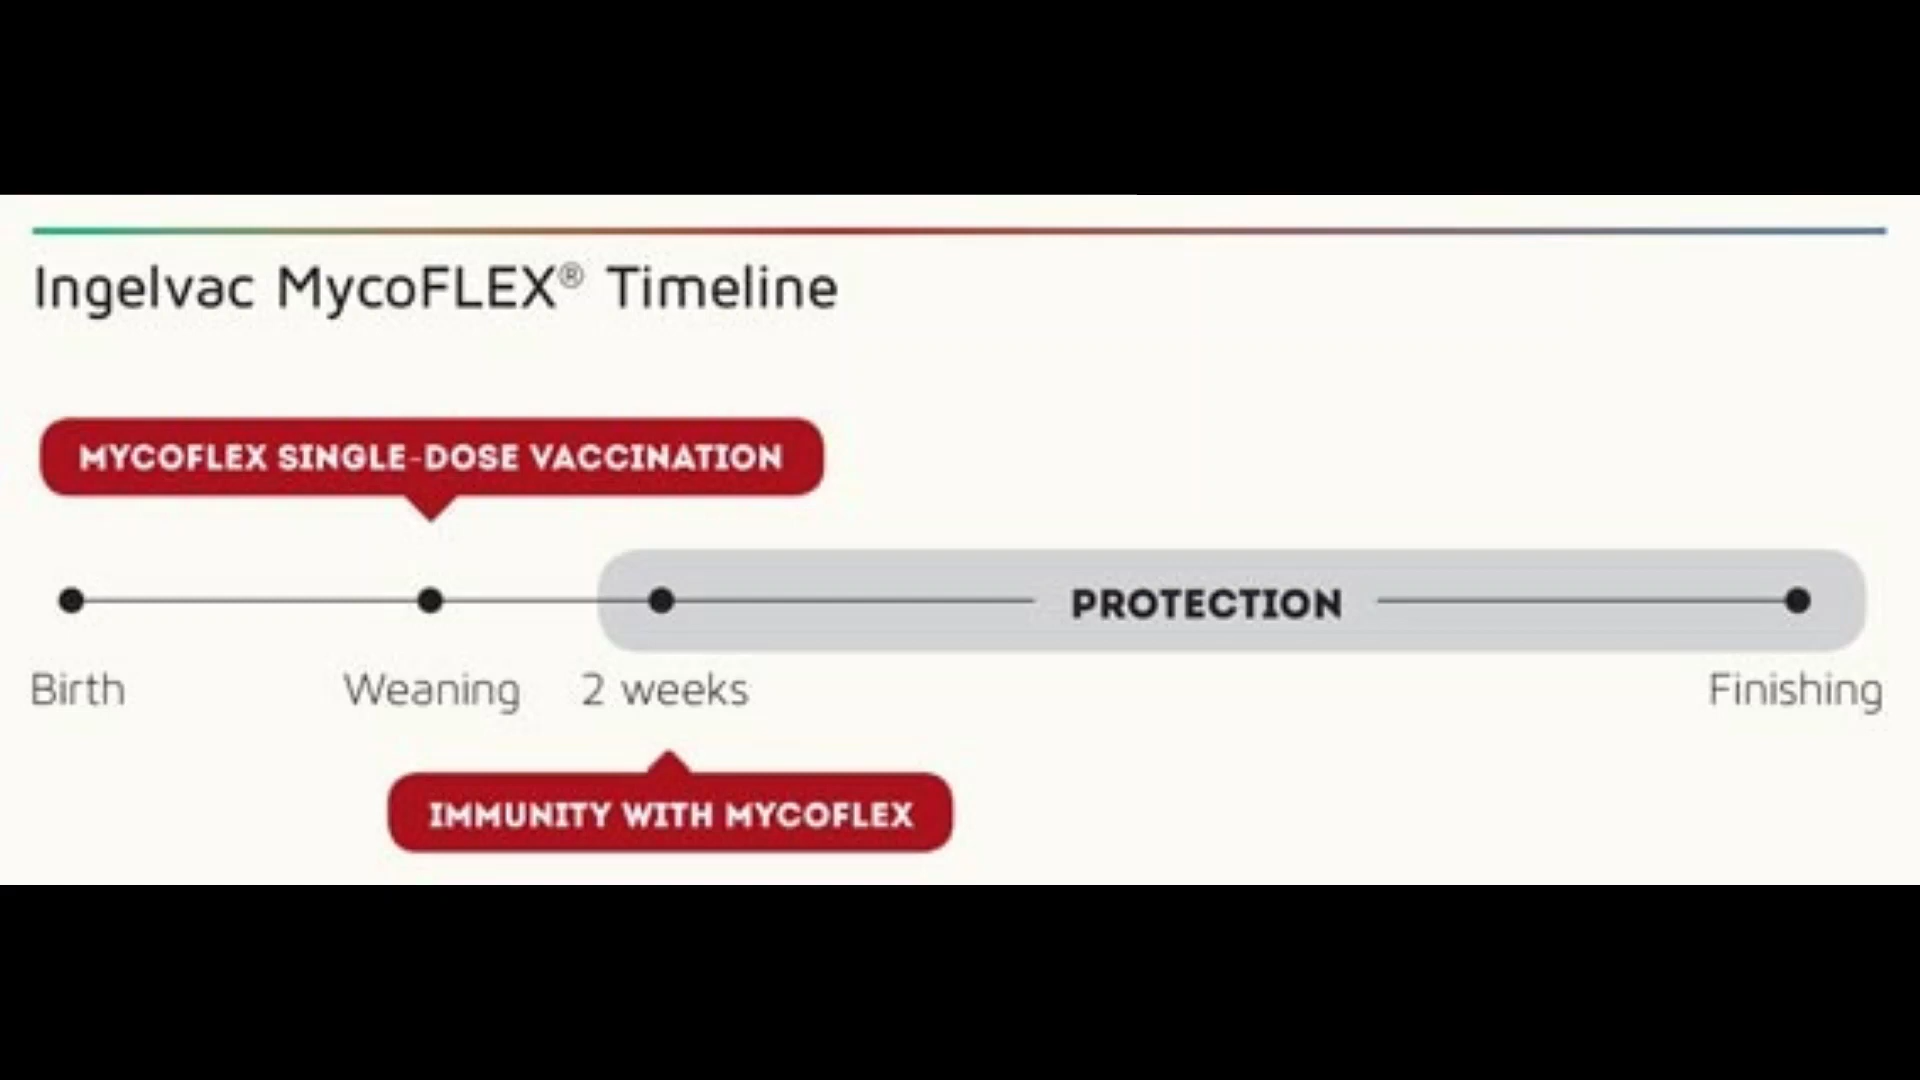 Ingelvac MycoFLEX® Timeline
MYCOFLEX SINGLE-DOSE VACCINATION
PROTECTION
Birth
Weaning
2 weeks
Finishing
IMMUNITY WITH MYCOFLEX